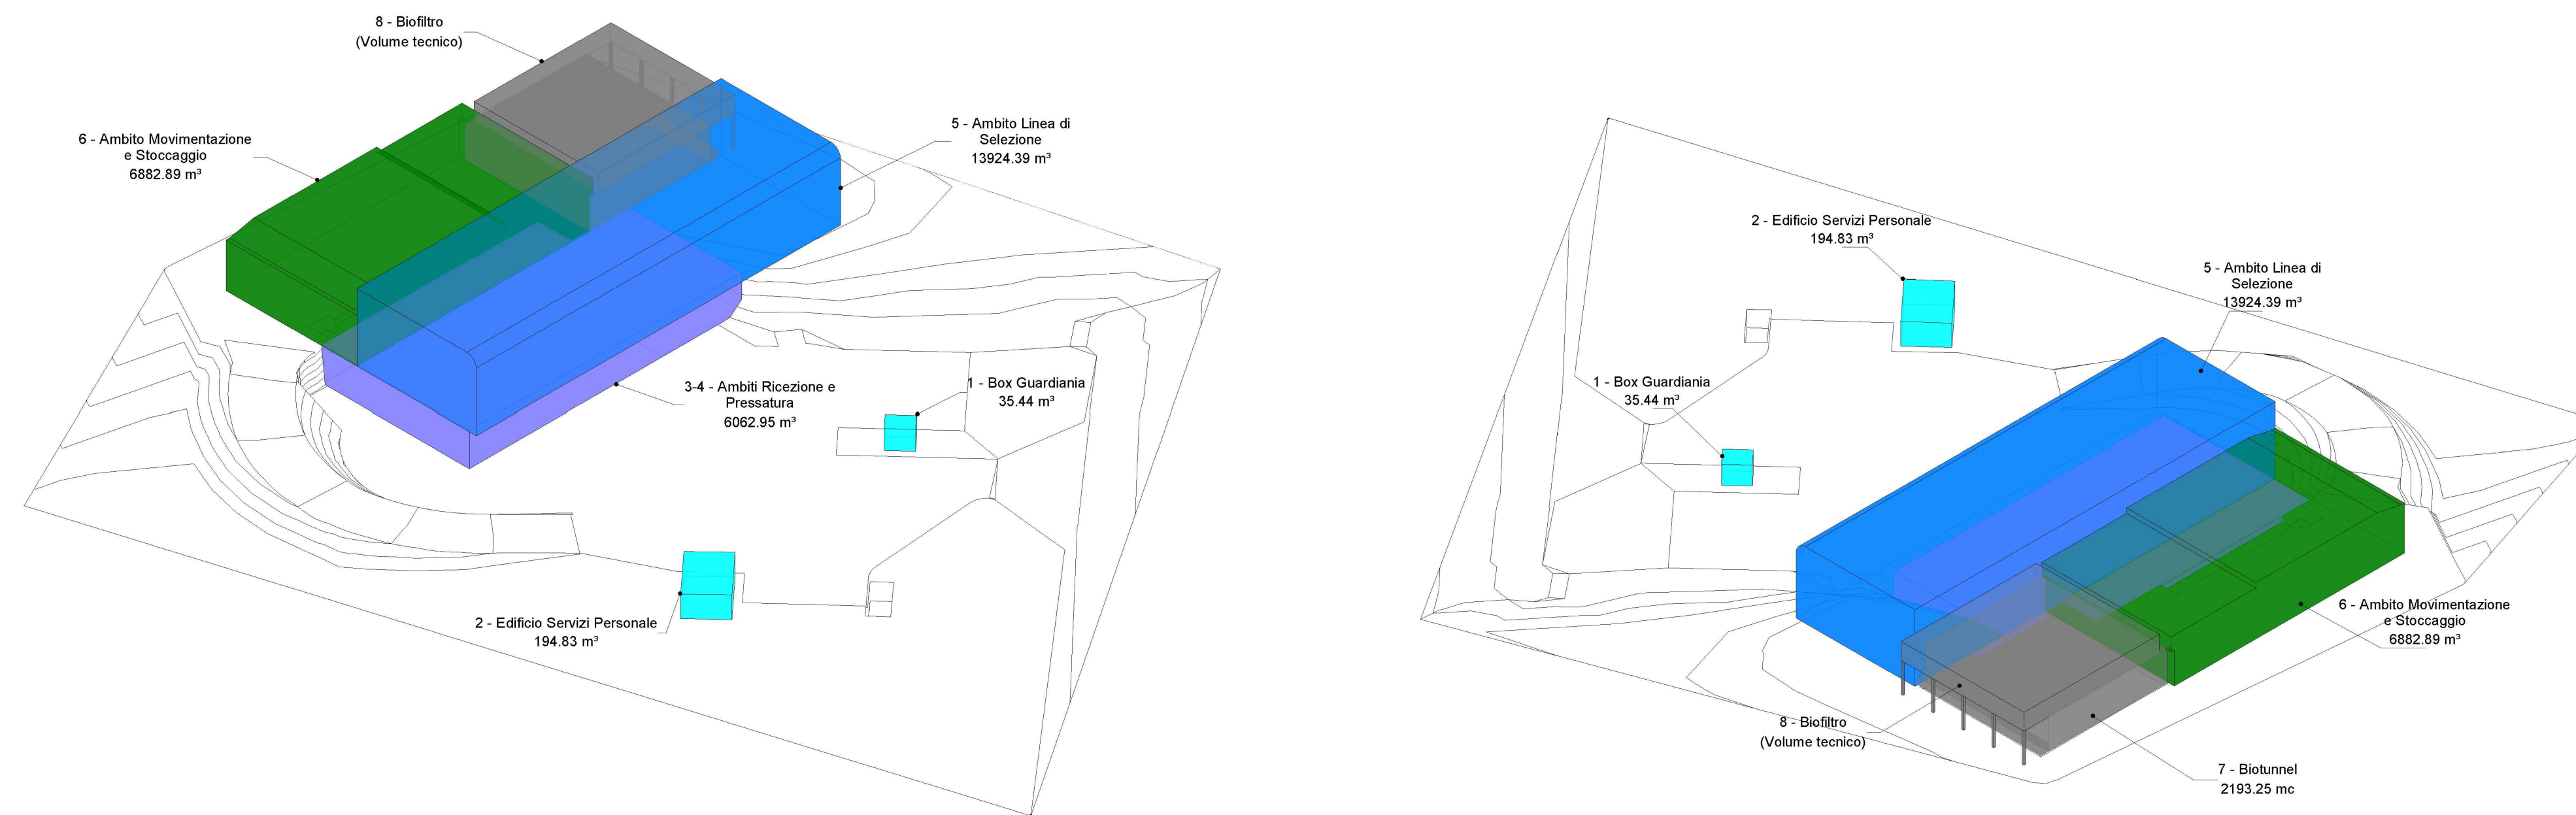 8 - Biofiltro
(Volume tecnico)
6 - Ambito Movimentazione
e Stoccaggio
6882.89 m³
5 - Ambito Linea di
Selezione
13924.39 m³
3-4 - Ambiti Ricezione e
Pressatura
6062.95 m³
1 - Box Guardiania
35.44 m³
2 - Edificio Servizi Personale
194.83 m³
2 - Edificio Servizi Personale
194.83 m³
5 - Ambito Linea di
Selezione
13924.39 m³
1 - Box Guardiania
35.44 m³
6 - Ambito Movimentazione
e Stoccaggio
6882.89 m³
8 - Biofiltro
(Volume tecnico)
7 - Biotunnel
2193.25 mc